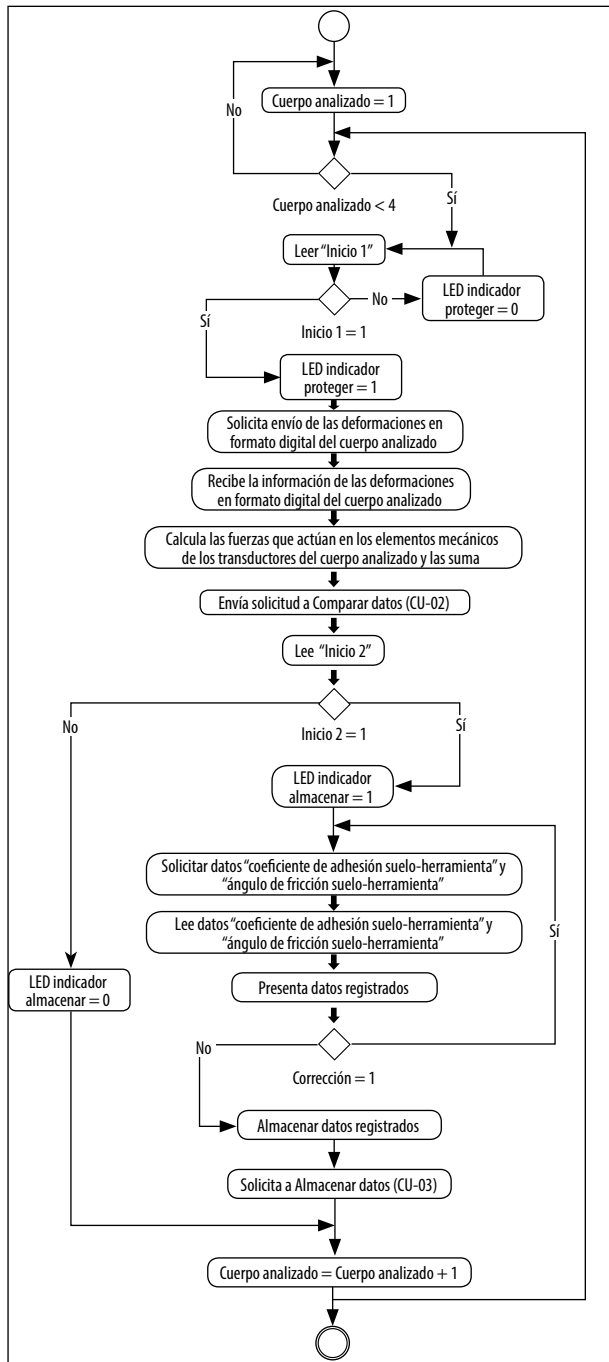 Cuerpo analizado = 1
No
Cuerpo analizado < 4
Sí
Leer “Inicio 1”
No
LED indicador
proteger = 0
Sí
Inicio 1 = 1
LED indicador
proteger = 1
Solicita envío de las deformaciones en
formato digital del cuerpo analizado
Recibe la información de las deformaciones
en formato digital del cuerpo analizado
Calcula las fuerzas que actúan en los elementos mecánicos
de los transductores del cuerpo analizado y las suma
Envía solicitud a Comparar datos (CU-02)
Lee “Inicio 2”
No
Sí
Inicio 2 = 1
LED indicador
almacenar = 1
Solicitar datos “coeficiente de adhesión suelo-herramienta” y
“ángulo de fricción suelo-herramienta”
Lee datos “coeficiente de adhesión suelo-herramienta” y
“ángulo de fricción suelo-herramienta”
Sí
LED indicador
almacenar = 0
Presenta datos registrados
No
Corrección = 1
Almacenar datos registrados
Solicita a Almacenar datos (CU-03)
Cuerpo analizado = Cuerpo analizado + 1